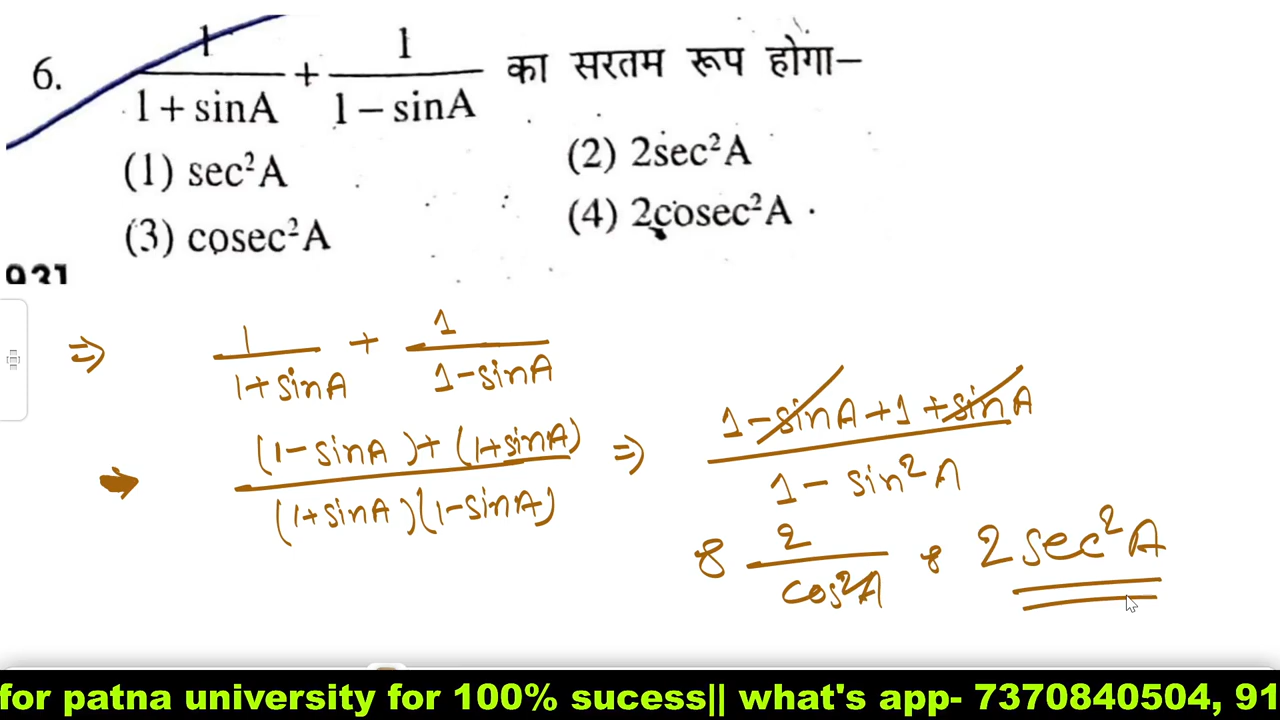 6. 1/(1 + sinA) + 1/(1 − sinA) का सरतम रूप होगा–
(1) sec²A (2) 2sec²A
(3) cosec²A (4) 2cosec²A
931
⇒ 1/(1+sinA) + 1/(1-sinA)
((1-sinA)+(1+sinA))/((1+sinA)(1-sinA)) ⇒ (1-sinA+1+sinA)/(1-sin²A)
2/cos²A 2sec²A
for patna university for 100% sucess|| what's app- 7370840504, 91